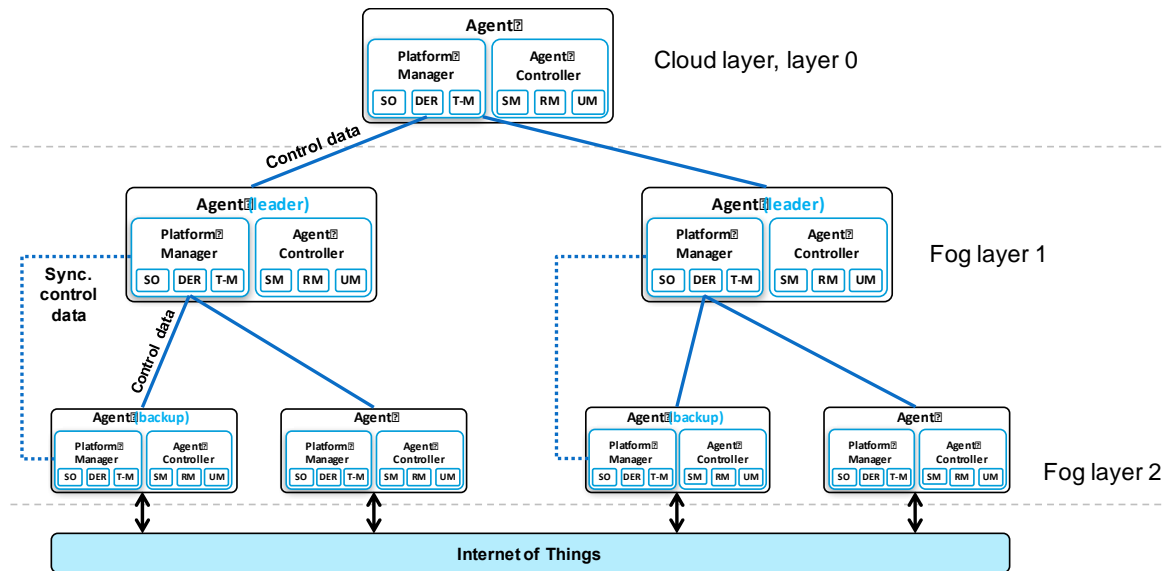 Agent
Platform
Manager
SO DER T-M
Agent
Controller
SM RM UM
Cloud layer, layer 0
Control data
Agent (leader)
Platform
Manager
SO DER T-M
Agent
Controller
SM RM UM
Agent (leader)
Platform
Manager
SO DER T-M
Agent
Controller
SM RM UM
Fog layer 1
Sync.
control
data
Control data
Agent (backup)
Platform
Manager
SO DER T-M
Agent
Controller
SM RM UM
Agent
Platform
Manager
SO DER T-M
Agent
Controller
SM RM UM
Agent (backup)
Platform
Manager
SO DER T-M
Agent
Controller
SM RM UM
Agent
Platform
Manager
SO DER T-M
Agent
Controller
SM RM UM
Fog layer 2
Internet of Things